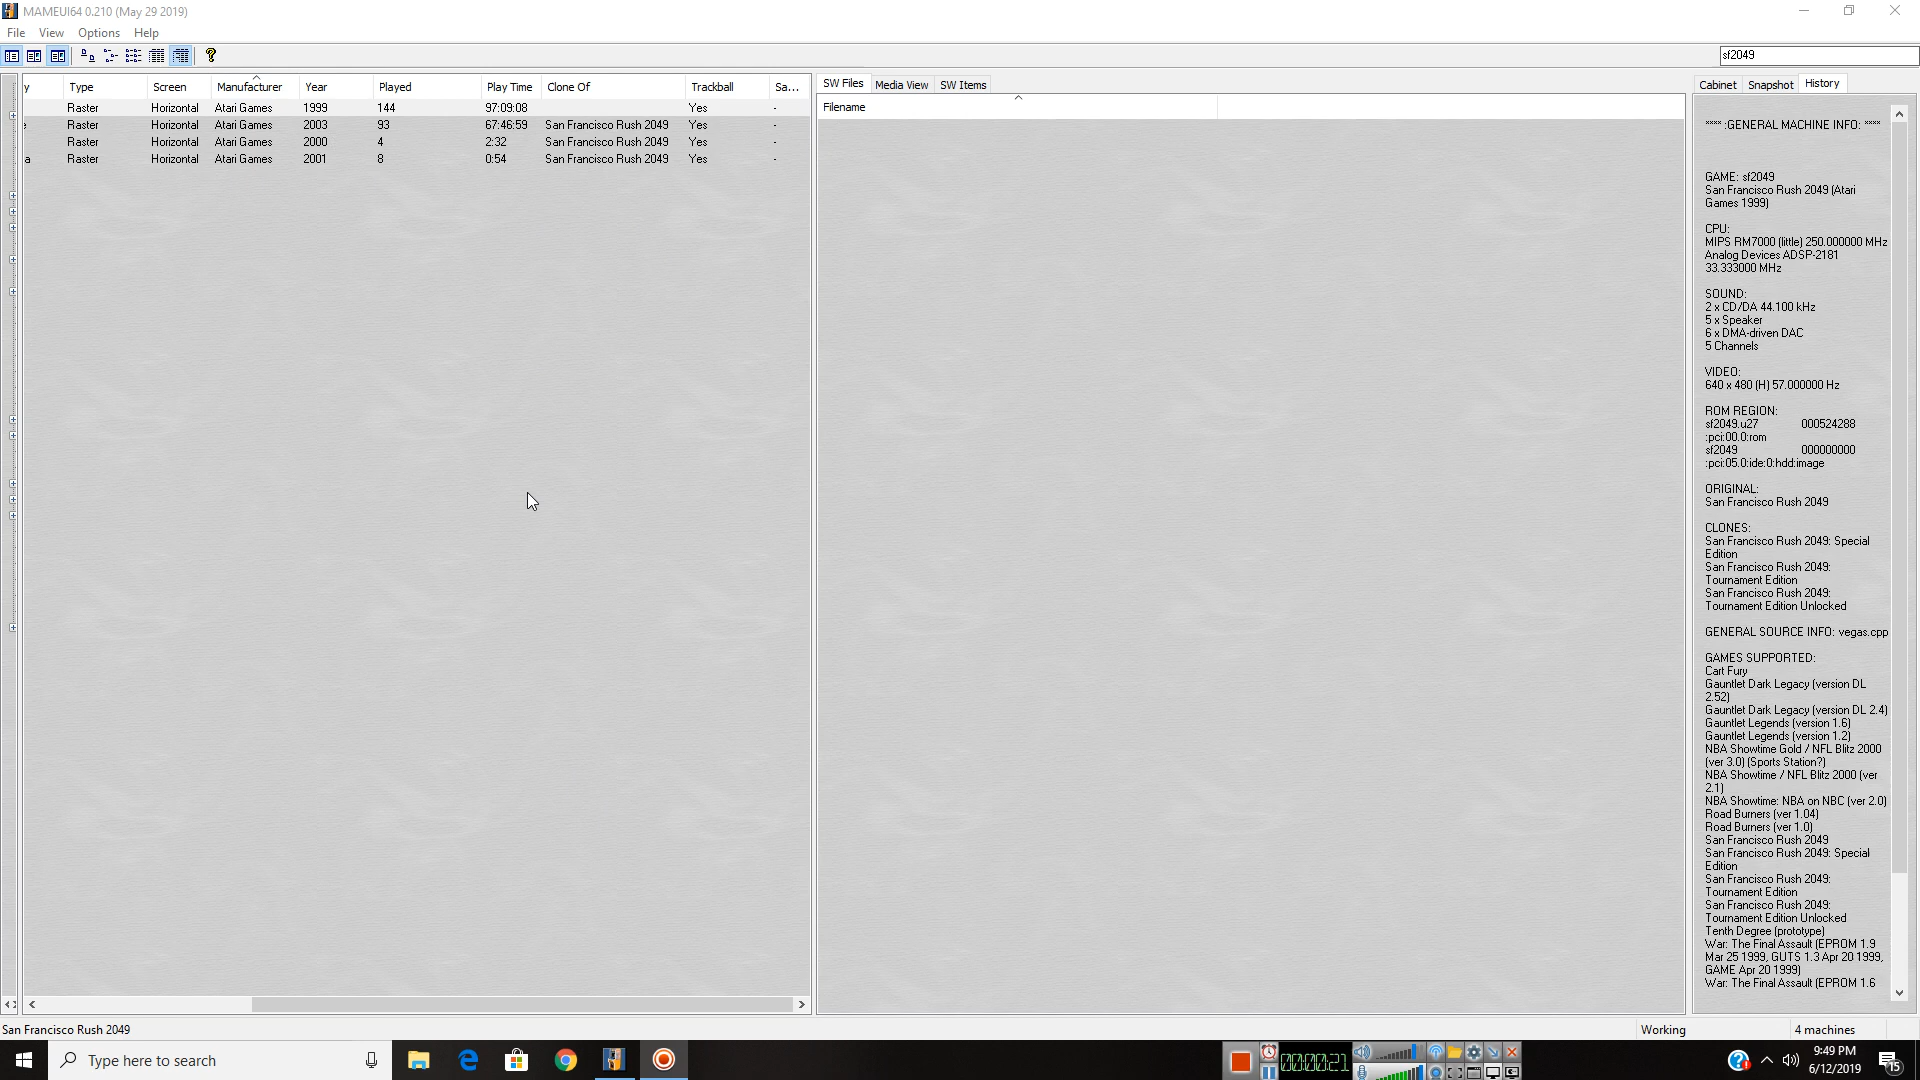 MAMEUI64 0.210 (May 29 2019)
File View Options Help
sf2049
y Type Screen Manufacturer Year Played Play Time Clone Of Trackball Sa...
Raster Horizontal Atari Games 1999 144 97:09:08 Yes
Raster Horizontal Atari Games 2003 93 67:46:59 San Francisco Rush 2049 Yes -
Raster Horizontal Atari Games 2000 4 2:32 San Francisco Rush 2049 Yes -
a Raster Horizontal Atari Games 2001 8 0:54 San Francisco Rush 2049 Yes -
SW Files Media View SW Items
Filename
Cabinet Snapshot History
**** :GENERAL MACHINE INFO: ****
GAME: sf2049
San Francisco Rush 2049 (Atari
Games 1999)
CPU:
MIPS RM7000 (little) 250.000000 MHz
Analog Devices ADSP-2181
33.333000 MHz
SOUND:
2 x CD/DA 44.100 kHz
5 x Speaker
6 x DMA-driven DAC
5 Channels
VIDEO:
640 x 480 (H) 57.000000 Hz
ROM REGION:
sf2049.u27 000524288
:pci:00.0:rom
sf2049 000000000
:pci:05.0:ide:0:hdd:image
ORIGINAL:
San Francisco Rush 2049
CLONES:
San Francisco Rush 2049: Special
Edition
San Francisco Rush 2049:
Tournament Edition
San Francisco Rush 2049:
Tournament Edition Unlocked
GENERAL SOURCE INFO: vegas.cpp
GAMES SUPPORTED:
Cart Fury
Gauntlet Dark Legacy (version DL
2.52)
Gauntlet Dark Legacy (version DL 2.4)
Gauntlet Legends (version 1.6)
Gauntlet Legends (version 1.2)
NBA Showtime Gold / NFL Blitz 2000
(ver 3.0) (Sports Station?)
NBA Showtime / NFL Blitz 2000 (ver
2.1)
NBA Showtime: NBA on NBC (ver 2.0)
Road Burners (ver 1.04)
Road Burners (ver 1.0)
San Francisco Rush 2049
San Francisco Rush 2049: Special
Edition
San Francisco Rush 2049:
Tournament Edition
San Francisco Rush 2049:
Tournament Edition Unlocked
Tenth Degree (prototype)
War: The Final Assault (EPROM 1.9
Mar 25 1999, GUTS 1.3 Apr 20 1999,
GAME Apr 20 1999)
War: The Final Assault (EPROM 1.6
San Francisco Rush 2049 Working 4 machines
Type here to search
00:00:21
9:49 PM
6/12/2019
15